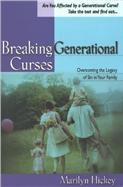 Are You Affected by a Generational Curse?
Take the test and find out...
Breaking Generational
Curses
Overcoming the Legacy
of Sin in Your Family
Marilyn Hickey